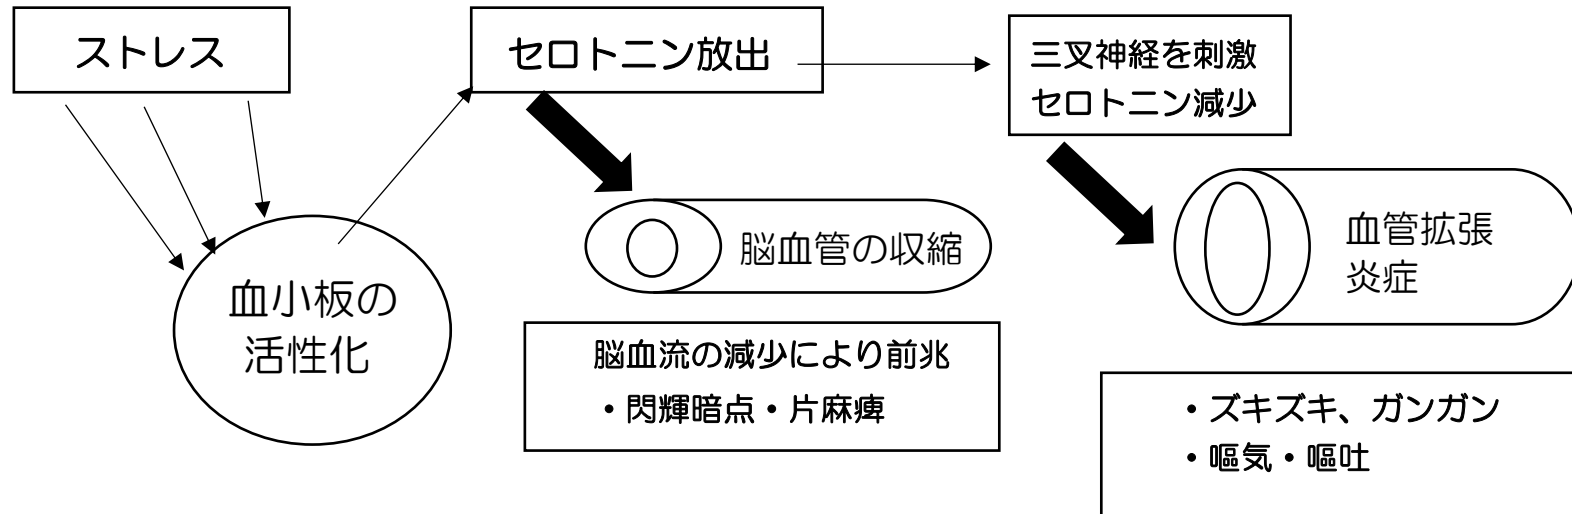 ストレス
セロトニン放出
三叉神経を刺激
セロトニン減少
血小板の
活性化
脳血管の収縮
血管拡張
炎症
脳血流の減少により前兆
・閃輝暗点・片麻痺
・ズキズキ、ガンガン
・嘔気・嘔吐